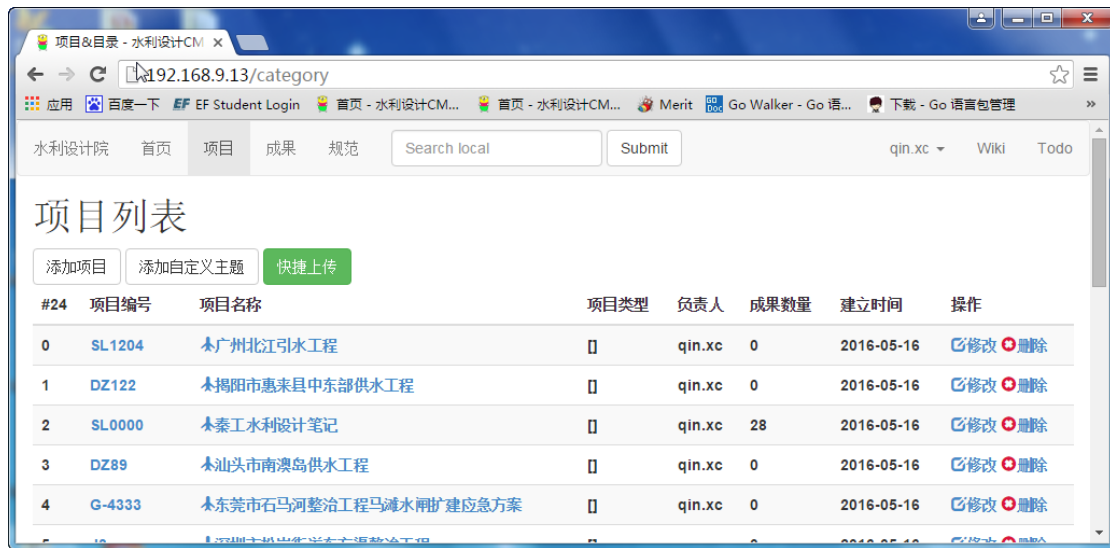 项目&目录 - 水利设计CM
192.168.9.13/category
应用 百度一下 EF EF Student Login 首页 - 水利设计CM... 首页 - 水利设计CM... Merit GO Doc Go Walker - Go 语... 下载 - Go 语言包管理 »
水利设计院 首页 项目 成果 规范 Search local Submit qin.xc Wiki Todo
项目列表
添加项目 添加自定义主题 快捷上传
#24 项目编号 项目名称 项目类型 负责人 成果数量 建立时间 操作
0 SL1204 广州北江引水工程 [] qin.xc 0 2016-05-16 修改 删除
1 DZ122 揭阳市惠来县中东部供水工程 [] qin.xc 0 2016-05-16 修改 删除
2 SL0000 秦工水利设计笔记 [] qin.xc 28 2016-05-16 修改 删除
3 DZ89 汕头市南澳岛供水工程 [] qin.xc 0 2016-05-16 修改 删除
4 G-4333 东莞市石马河整治工程马滩水闸扩建应急方案 [] qin.xc 0 2016-05-16 修改 删除